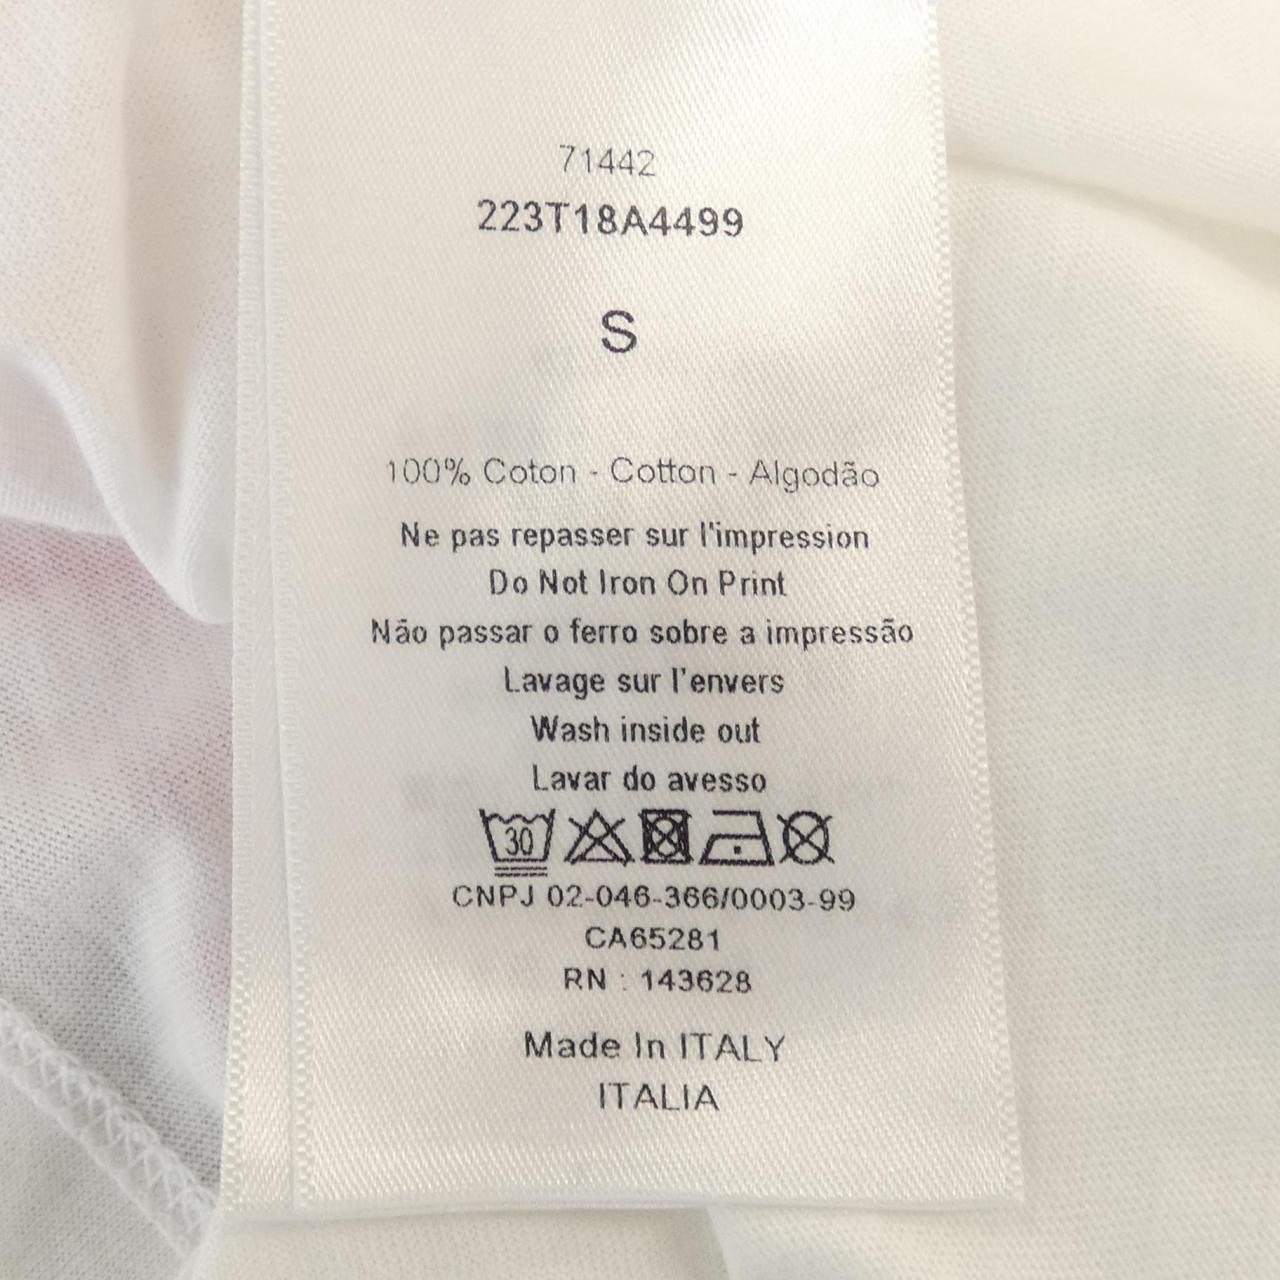 71442
223T18A4499
S
100% Coton - Cotton - Algodão
Ne pas repasser sur l'impression
Do Not Iron On Print
Não passar o ferro sobre a impressão
Lavage sur l'envers
Wash inside out
Lavar do avesso
30
CNPJ 02-046-366/0003-99
CA65281
RN : 143628
Made In ITALY
ITALIA